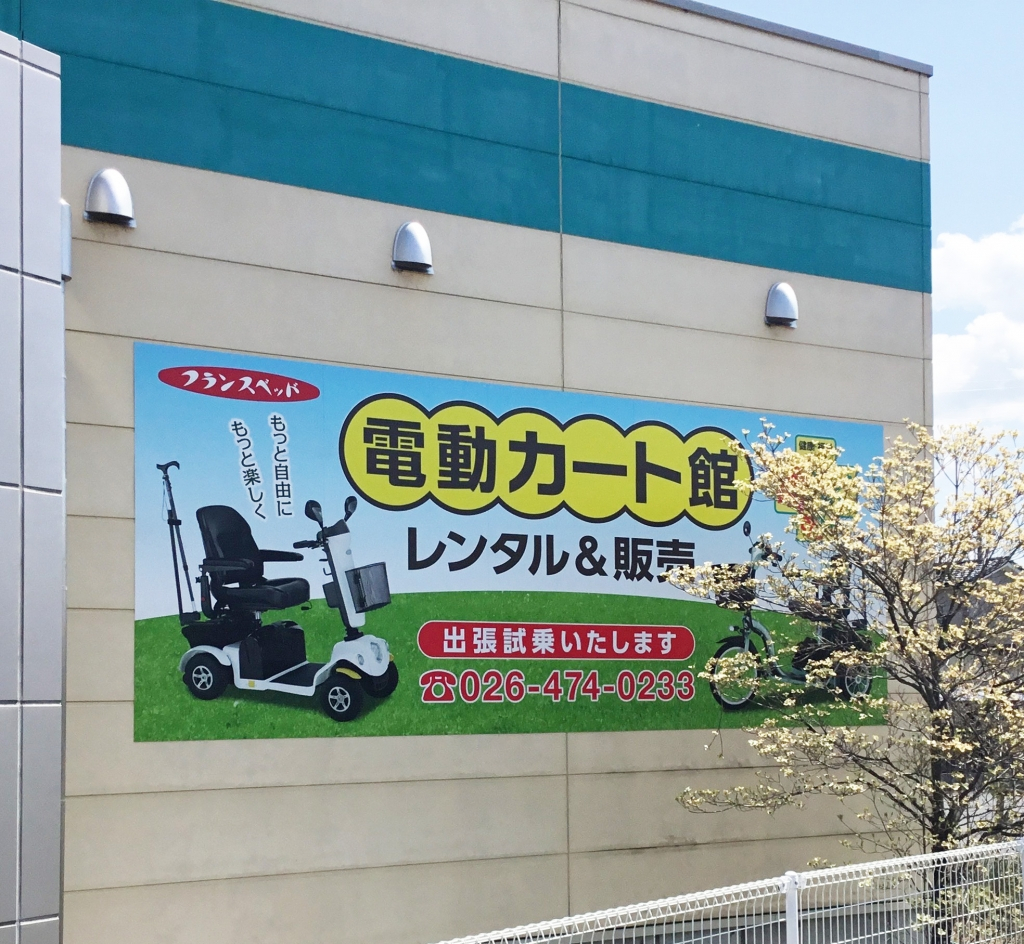 フランスベッド
もっと自由に
もっと楽しく
電動カート館
レンタル&販売
出張試乗いたします
☎026-474-0233